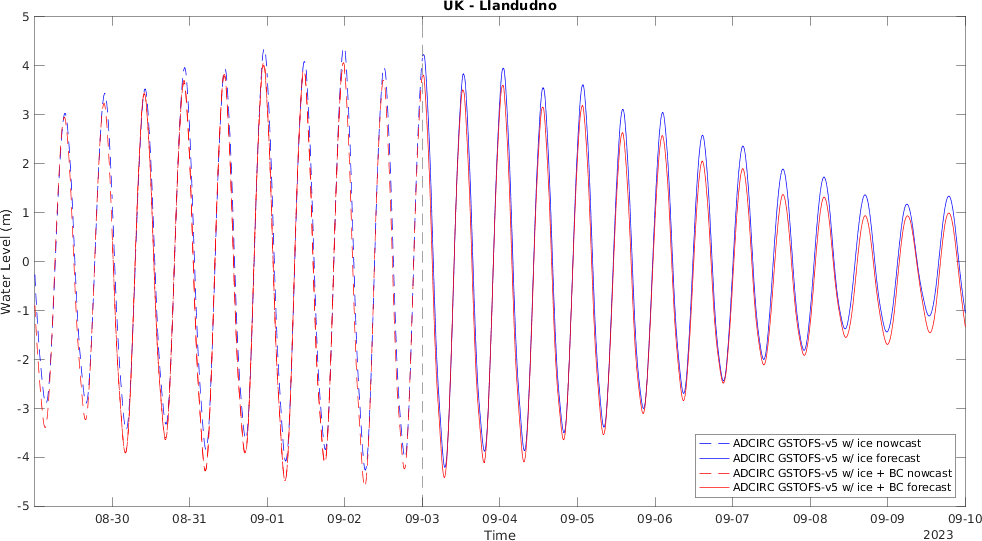 UK - Llandudno
5
4
3
2
1
0
-1
-2
-3
-4
-5
Water Level (m)
ADCIRC GSTOFS-v5 w/ ice nowcast
ADCIRC GSTOFS-v5 w/ ice forecast
ADCIRC GSTOFS-v5 w/ ice + BC nowcast
ADCIRC GSTOFS-v5 w/ ice + BC forecast
08-30 08-31 09-01 09-02 09-03 09-04 09-05 09-06 09-07 09-08 09-09 09-10
Time
2023